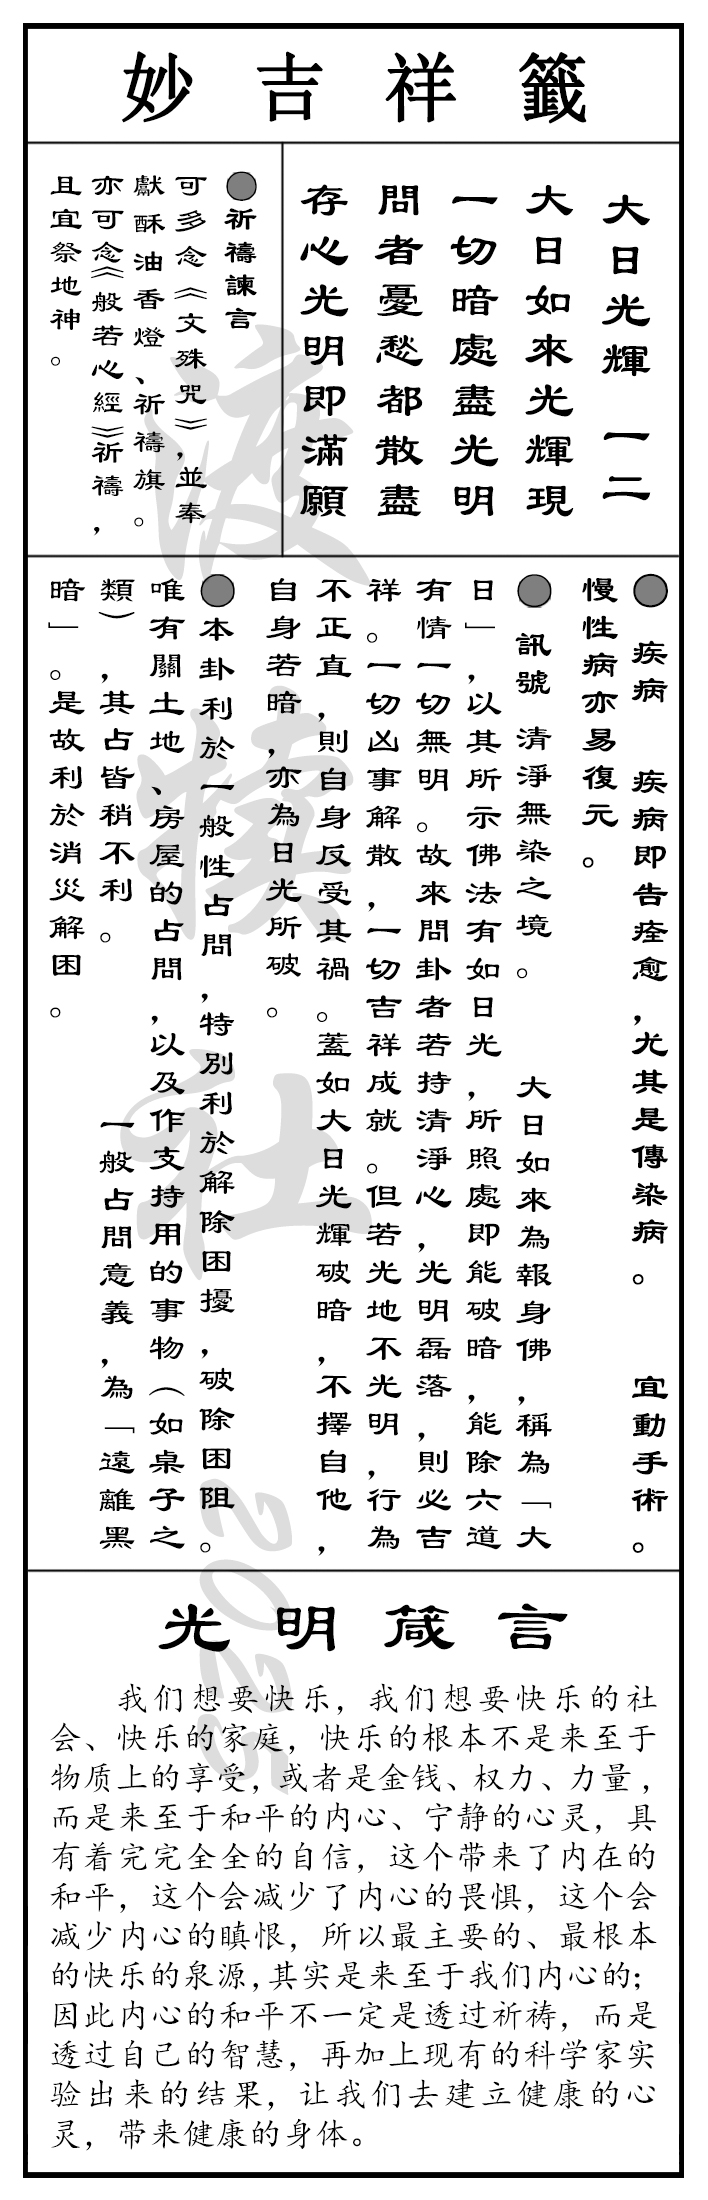 妙吉祥籤
大日光輝 一二
大日如來光輝現
一切暗處盡光明
問者憂愁都散盡
存心光明即滿願
●祈禱諫言
可多念《文殊咒》,並奉
獻酥油香燈、祈禱旗。
亦可念《般若心經》祈禱,
且宜祭地神。
● 疾病 疾病即告痊愈,尤其是傳染病。 宜動手術。
慢性病亦易復元。
● 訊號 清淨無染之境。 大日如來為報身佛,稱為「大
日」,以其所示佛法有如日光,所照處即能破暗,能除六道
有情一切無明。故來問卦者若持清淨心,光明磊落,則必吉
祥。一切凶事解散,一切吉祥成就。但若光地不光明,行為
不正直,則自身反受其禍。蓋如大日光輝破暗,不擇自他,
自身若暗,亦為日光所破。
●本卦利於一般性占問,特別利於解除困擾,破除困阻。
唯有關土地、房屋的占問,以及作支持用的事物(如桌子之
類),其占皆稍不利。 一般占問意義,為「遠離黑
暗」。是故利於消災解困。
渡犊社 2025
光明箴言
我们想要快乐，我们想要快乐的社
会、快乐的家庭，快乐的根本不是来至于
物质上的享受，或者是金钱、权力、力量，
而是来至于和平的内心、宁静的心灵，具
有着完完全全的自信，这个带来了内在的
和平，这个会减少了内心的畏惧，这个会
减少内心的瞋恨，所以最主要的、最根本
的快乐的泉源，其实是来至于我们内心的；
因此内心的和平不一定是透过祈祷，而是
透过自己的智慧，再加上现有的科学家实
验出来的结果，让我们去建立健康的心
灵，带来健康的身体。